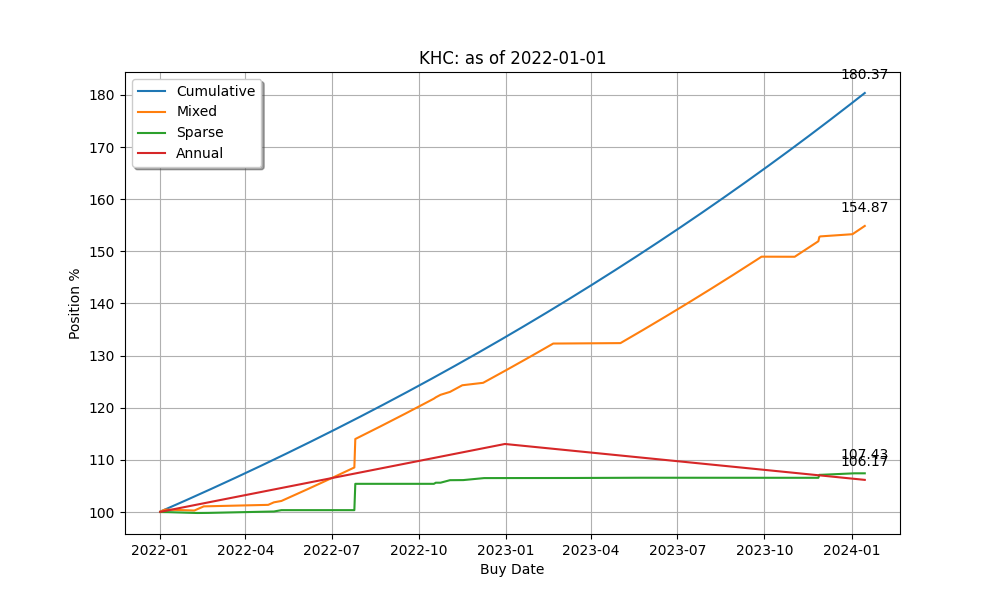 KHC: as of 2022-01-01
180.37
Cumulative
Mixed
Sparse
Annual
180
170
160
150
140
130
120
110
100
154.87
107.43
106.17
Position %
2022-01 2022-04 2022-07 2022-10 2023-01 2023-04 2023-07 2023-10 2024-01
Buy Date